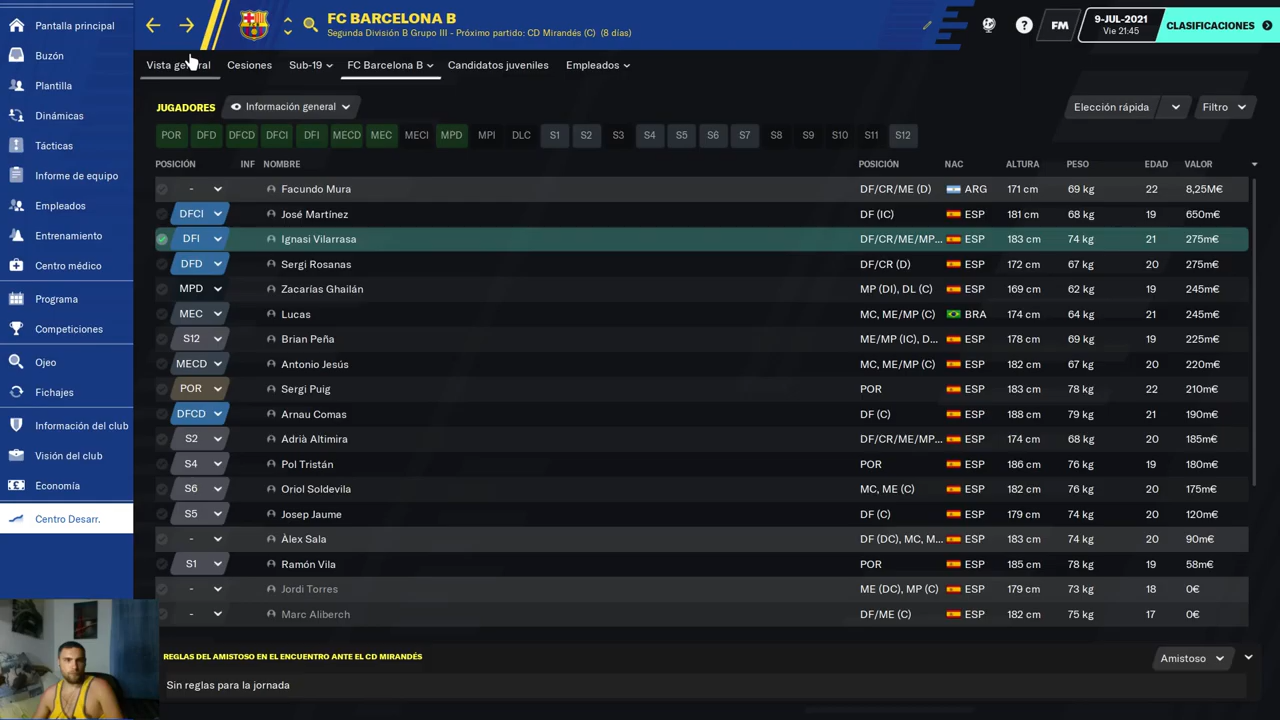 Pantalla principal
Buzón
Plantilla
Dinámicas
Tácticas
Informe de equipo
Empleados
Entrenamiento
Centro médico
Programa
Competiciones
Ojeo
Fichajes
Información del club
Visión del club
Economía
Centro Desarr.
FC BARCELONA B
Segunda División B Grupo III - Próximo partido: CD Mirandés (C) (8 días)
FM
9-JUL-2021
Vie 21:45
CLASIFICACIONES
Vista general Cesiones Sub-19 FC Barcelona B Candidatos juveniles Empleados
JUGADORES Información general Elección rápida Filtro
POR DFD DFCD DFCI DFI MECD MEC MECI MPD MPI DLC S1 S2 S3 S4 S5 S6 S7 S8 S9 S10 S11 S12
POSICIÓN INF NOMBRE POSICIÓN NAC ALTURA PESO EDAD VALOR
- Facundo Mura DF/CR/ME (D) ARG 171 cm 69 kg 22 8,25M€
DFCI José Martínez DF (IC) ESP 181 cm 68 kg 19 650m€
DFI Ignasi Vilarrasa DF/CR/ME/MP... ESP 183 cm 74 kg 21 275m€
DFD Sergi Rosanas DF/CR (D) ESP 172 cm 67 kg 20 275m€
MPD Zacarías Ghailán MP (DI), DL (C) ESP 169 cm 62 kg 19 245m€
MEC Lucas MC, ME/MP (C) BRA 174 cm 64 kg 21 245m€
S12 Brian Peña ME/MP (IC), D... ESP 178 cm 69 kg 19 225m€
MECD Antonio Jesús MC, ME/MP (C) ESP 182 cm 67 kg 20 220m€
POR Sergi Puig POR ESP 183 cm 78 kg 22 210m€
DFCD Arnau Comas DF (C) ESP 188 cm 79 kg 21 190m€
S2 Adrià Altimira DF/CR/ME/MP... ESP 174 cm 68 kg 20 185m€
S4 Pol Tristán POR ESP 186 cm 76 kg 19 180m€
S6 Oriol Soldevila MC, ME (C) ESP 182 cm 76 kg 20 175m€
S5 Josep Jaume DF (C) ESP 179 cm 74 kg 20 120m€
- Àlex Sala DF (DC), MC, M... ESP 183 cm 74 kg 20 90m€
S1 Ramón Vila POR ESP 185 cm 78 kg 19 58m€
- Jordi Torres ME (DC), MP (C) ESP 179 cm 73 kg 18 0€
- Marc Aliberch DF/ME (C) ESP 182 cm 75 kg 17 0€
REGLAS DEL AMISTOSO EN EL ENCUENTRO ANTE EL CD MIRANDÉS Amistoso
Sin reglas para la jornada